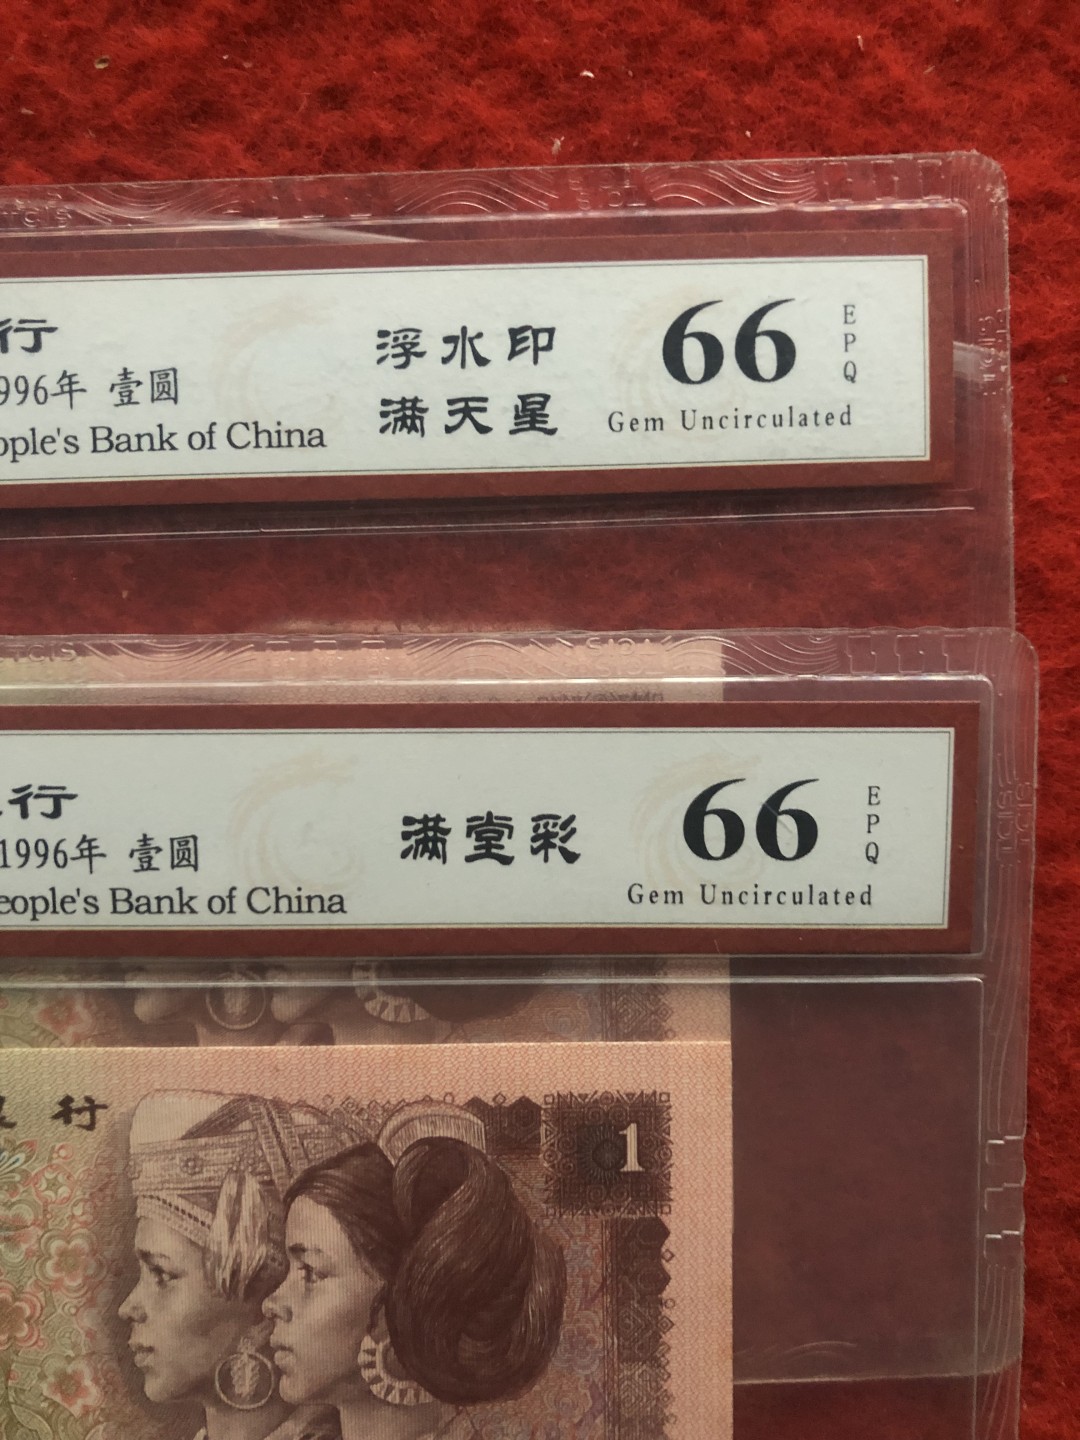 行
996年 壹圆
ople's Bank of China
浮水印
满天星
66
EPQ
Gem Uncirculated
行
1996年 壹圆
eople's Bank of China
满堂彩
66
EPQ
Gem Uncirculated
行
1